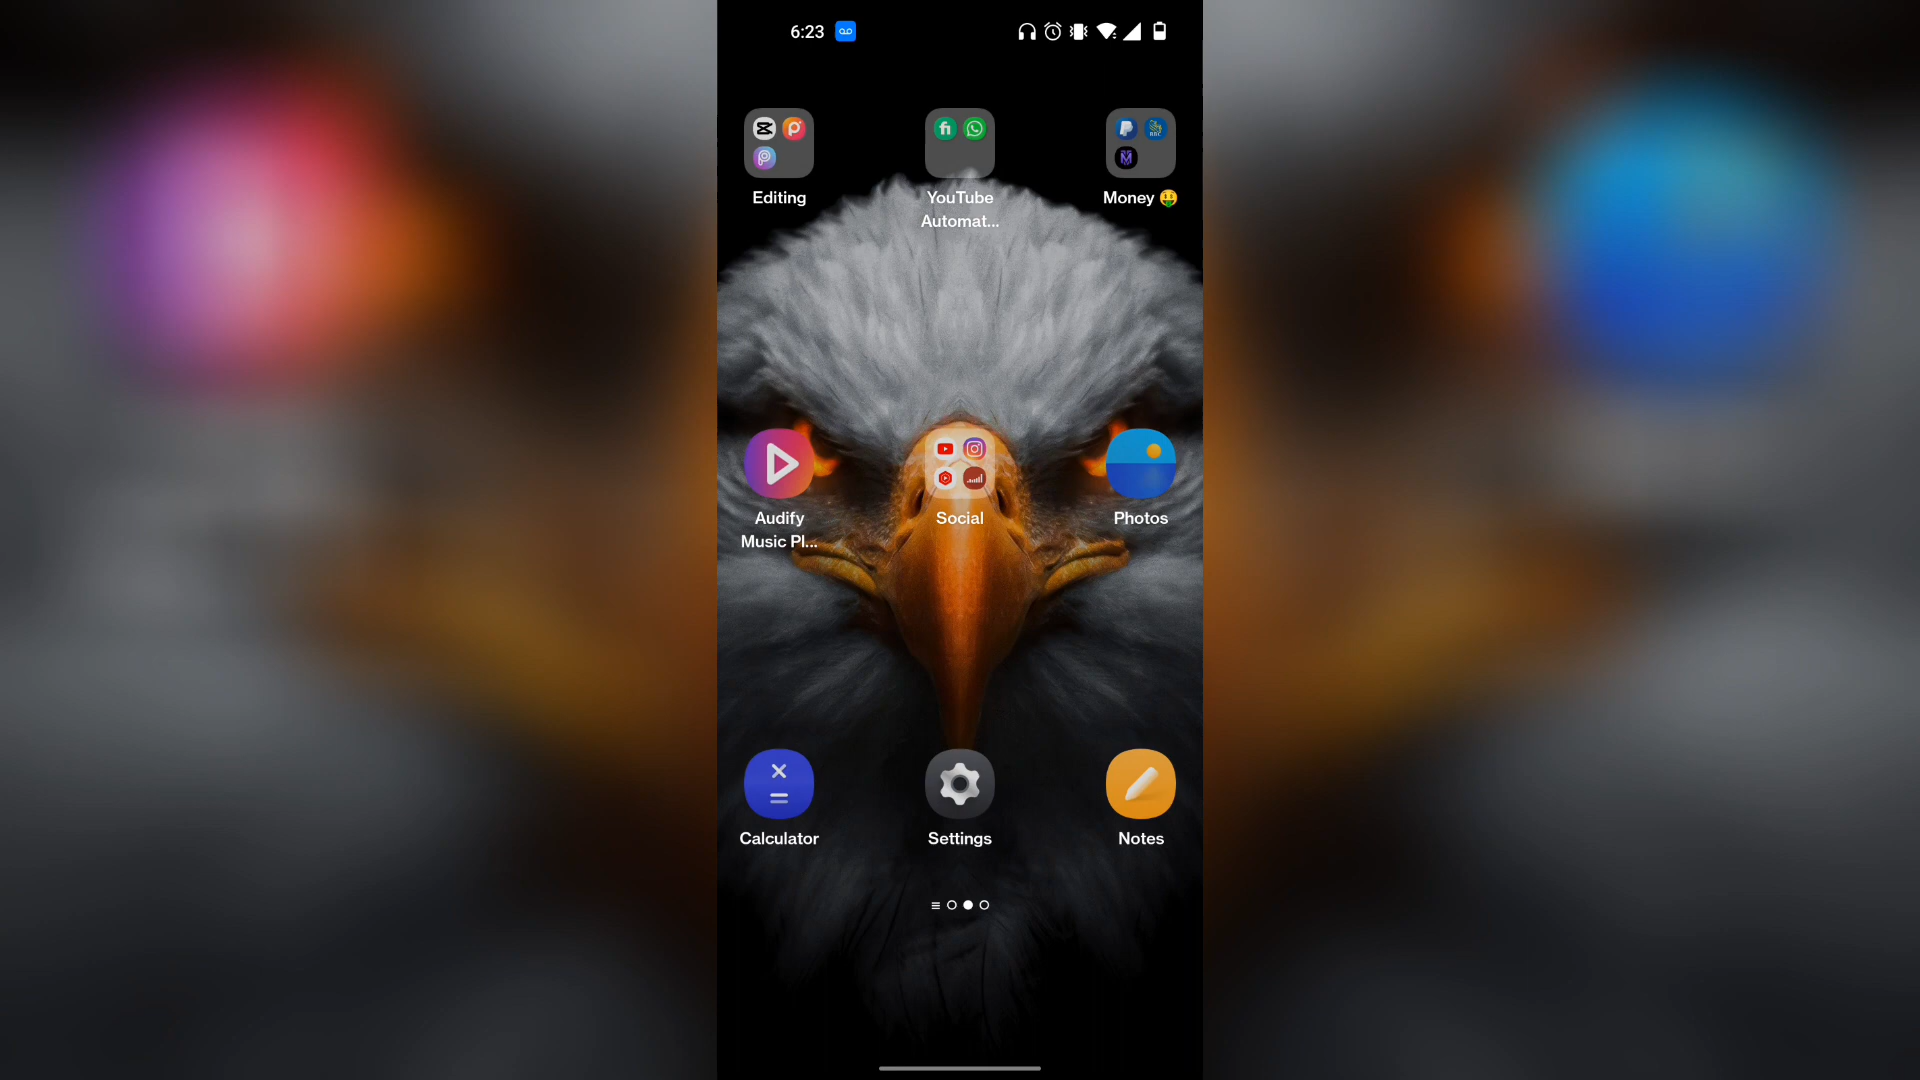 6:23
Editing
YouTube
Automat...
Money 🤑
Audify
Music Pl...
Social
Photos
Calculator
Settings
Notes